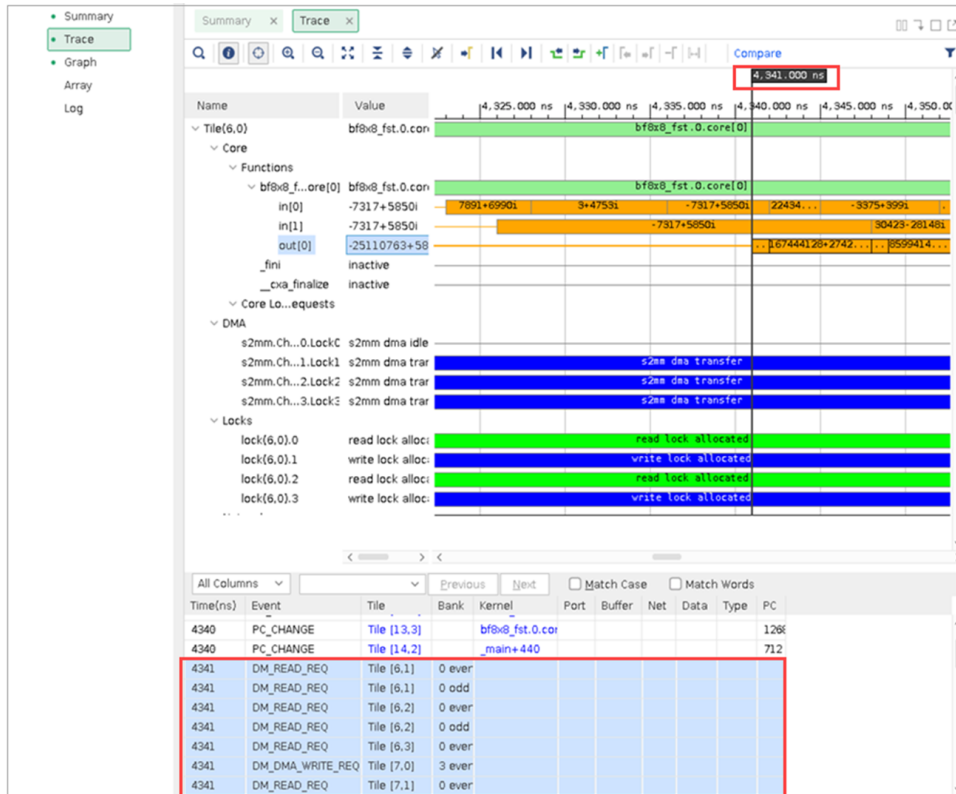 Summary
Trace
Graph
Array
Log
Summary × Trace ×
Compare
4,341.000 ns
Name Value
4,325.000 ns 4,330.000 ns 4,335.000 ns 4,340.000 ns 4,345.000 ns 4,350.00
Tile(6,0) bf8x8_fst.0.con bf8x8_fst.0.core[0]
Core
Functions
bf8x8_f...ore[0] bf8x8_fst.0.con bf8x8_fst.0.core[0]
in[0] -7317+5850i 7891+6990i 3+4753i -7317+5850i 22434... -3375+399i .
in[1] -7317+5850i -7317+5850i 30423-28148i
out[0] -25110763+58 .. 167444128+2742... .. 8599414...
_fini inactive
__cxa_finalize inactive
Core Lo...equests
DMA
s2mm.Ch...0.Lock0 s2mm dma idle
s2mm.Ch...1.Lock1 s2mm dma trar s2mm dma transfer
s2mm.Ch...2.Lock2 s2mm dma trar s2mm dma transfer
s2mm.Ch...3.Lock3 s2mm dma trar s2mm dma transfer
Locks
lock(6,0).0 read lock alloca read lock allocated
lock(6,0).1 write lock alloca write lock allocated
lock(6,0).2 read lock alloca read lock allocated
lock(6,0).3 write lock alloca write lock allocated
All Columns Previous Next Match Case Match Words
Time(ns) Event Tile Bank Kernel Port Buffer Net Data Type PC
4340 PC_CHANGE Tile [13,3] bf8x8_fst.0.cor 1268
4340 PC_CHANGE Tile [14,2] _main+440 712
4341 DM_READ_REQ Tile [6,1] 0 ever
4341 DM_READ_REQ Tile [6,1] 0 odd
4341 DM_READ_REQ Tile [6,2] 0 ever
4341 DM_READ_REQ Tile [6,2] 0 odd
4341 DM_READ_REQ Tile [6,3] 0 ever
4341 DM_DMA_WRITE_REQ Tile [7,0] 3 ever
4341 DM_READ_REQ Tile [7,1] 0 ever